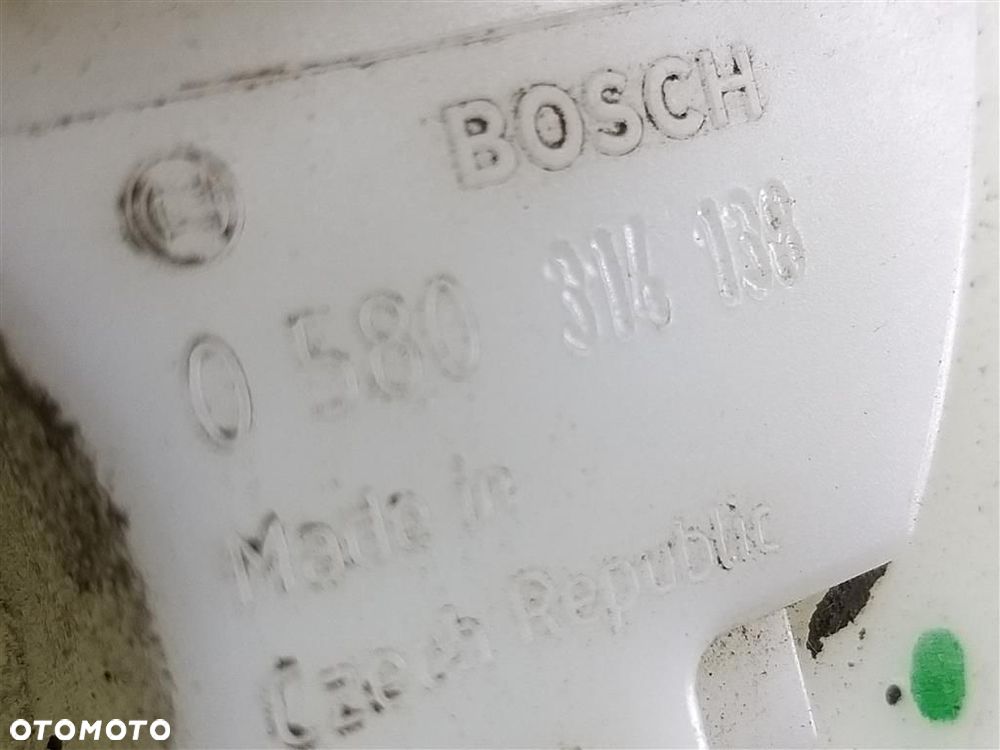 BOSCH
0 580 314 138
Made in
Czech Republic
OTOMOTO